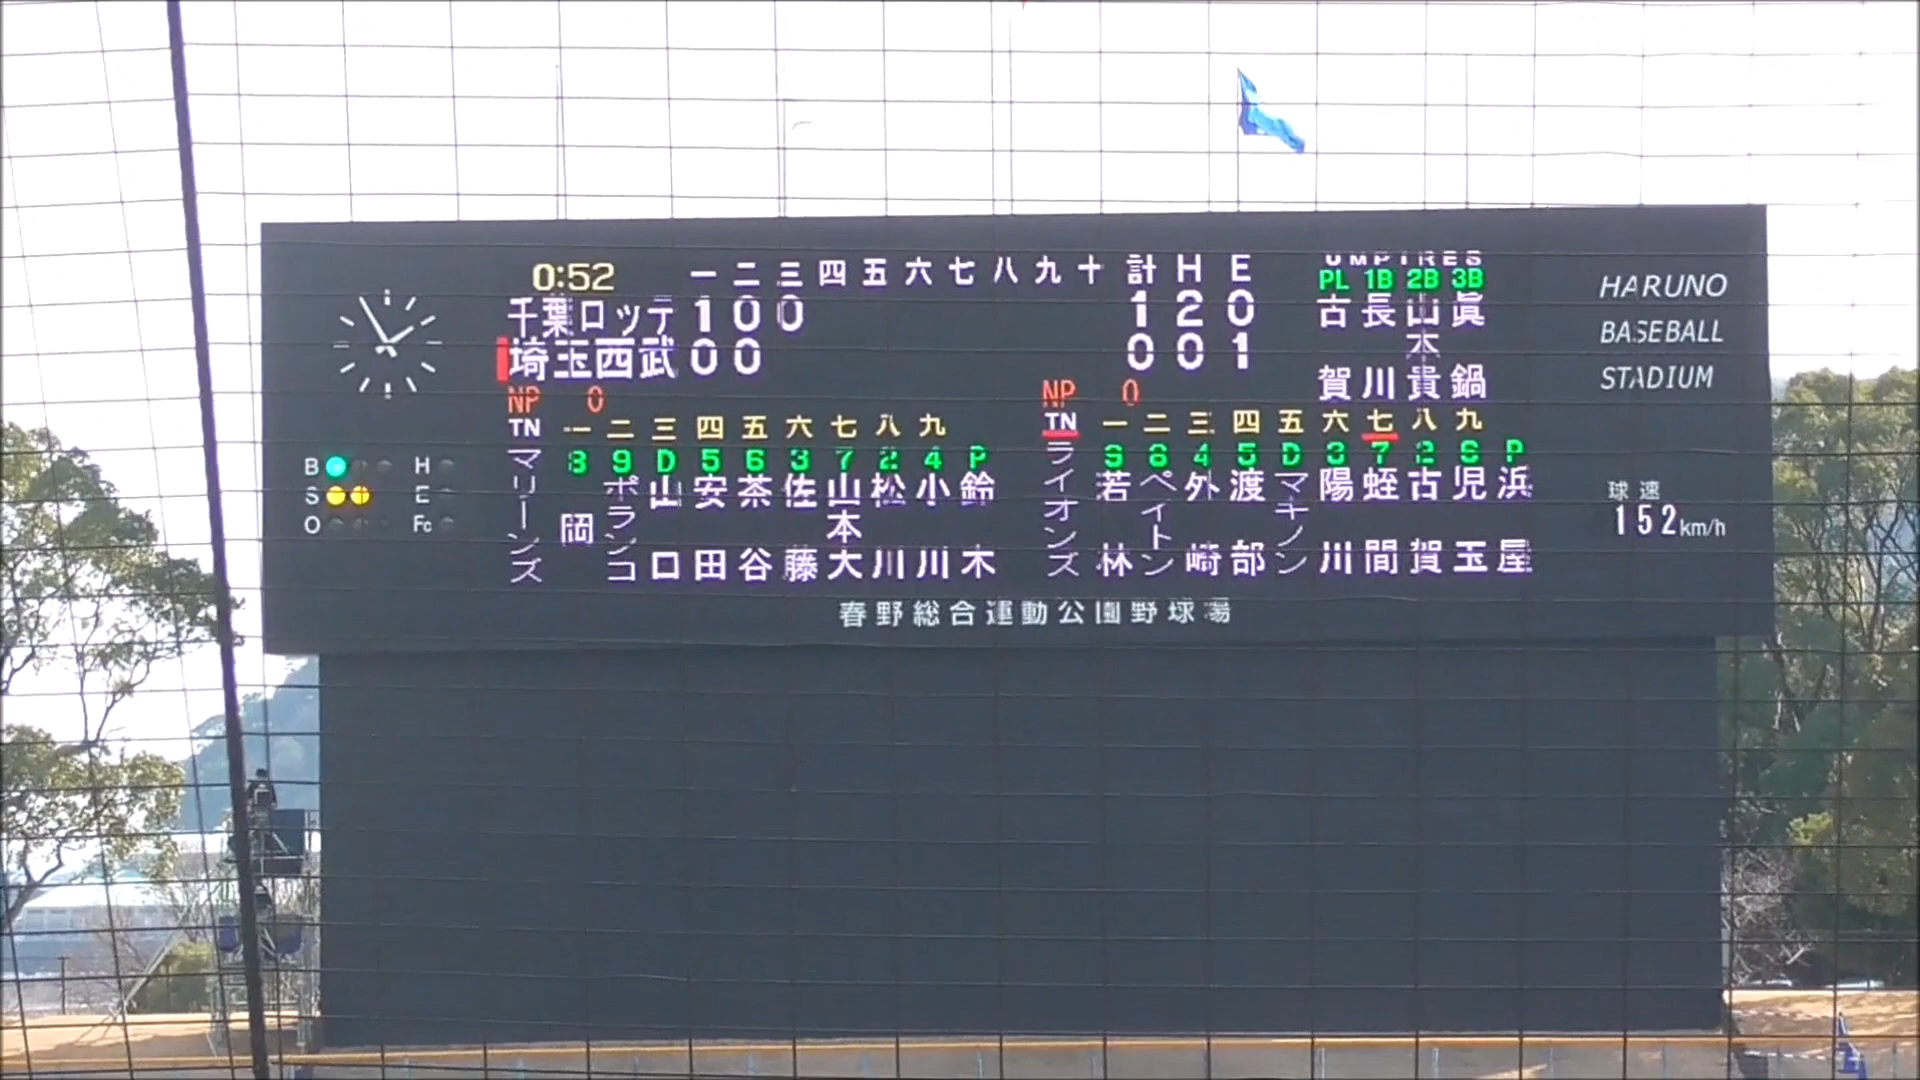 0:52 一 二 三 四 五 六 七 八 九 十 計 H E
UMPIRES
PL 1B 2B 3B
千葉ロッテ 1 0 0 1 2 0
埼玉西武 0 0 0 0 1
古賀 長川 山本貴 眞鍋
HARUNO
BASEBALL
STADIUM
NP 0
TN 一 二 三 四 五 六 七 八 九
8 9 D 5 6 3 7 2 4 P
マリーンズ 岡 ポランコ 山口 安田 茶谷 佐藤 山本大 松川 小川 鈴木
NP 0
TN 一 二 三 四 五 六 七 八 九
9 8 4 5 D 3 7 2 6 P
ライオンズ 若林 ペイトン 外崎 渡部 マキノン 陽川 蛭間 古賀 児玉 浜屋
B H
S E
O Fc
球速
152km/h
春野総合運動公園野球場